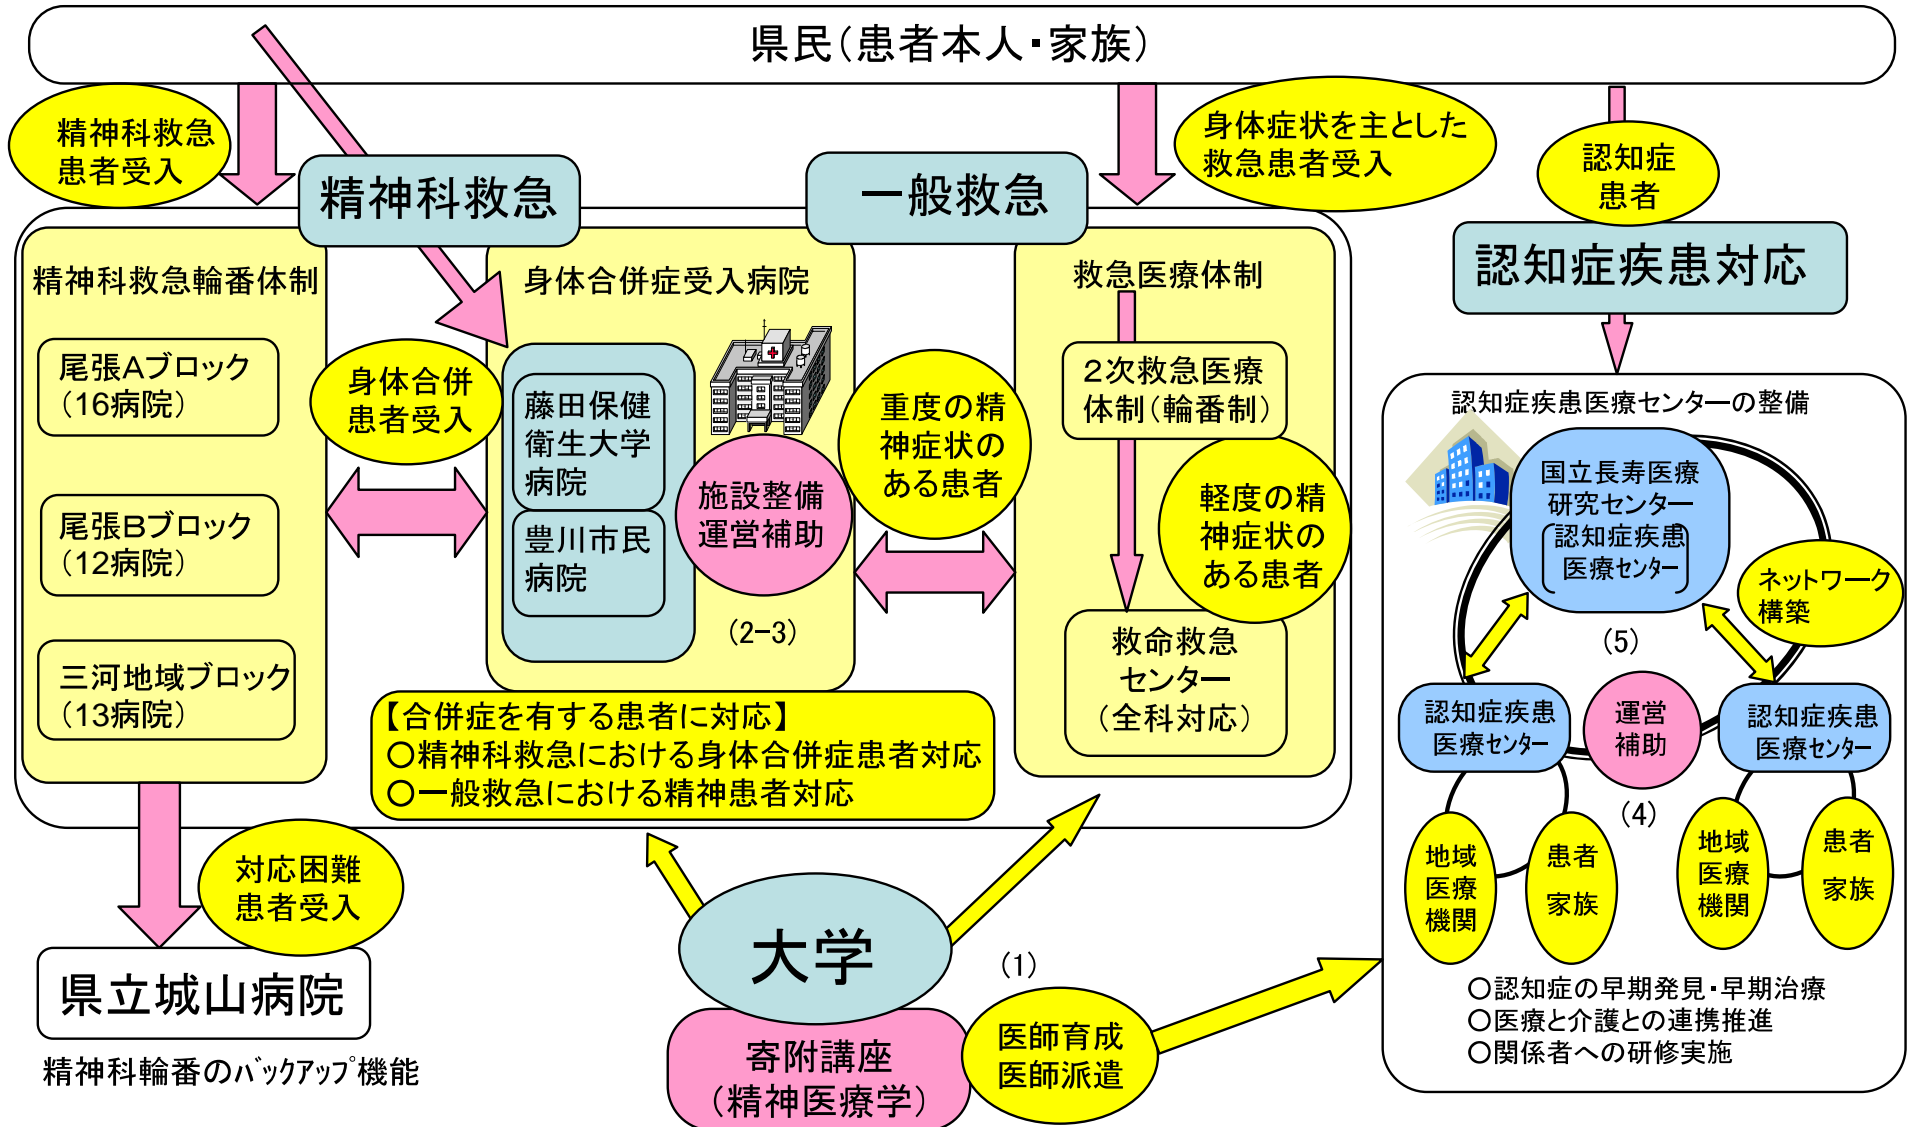 県民(患者本人・家族)
精神科救急
患者受入
身体症状を主とした
救急患者受入
認知症
患者
精神科救急
一般救急
認知症疾患対応
精神科救急輪番体制
尾張Aブロック
(16病院)
尾張Bブロック
(12病院)
三河地域ブロック
(13病院)
身体合併
患者受入
身体合併症受入病院
藤田保健
衛生大学
病院
豊川市民
病院
施設整備
運営補助
(2-3)
重度の精
神症状の
ある患者
救急医療体制
2次救急医療
体制(輪番制)
軽度の精
神症状の
ある患者
救命救急
センター
(全科対応)
【合併症を有する患者に対応】
○精神科救急における身体合併症患者対応
○一般救急における精神患者対応
対応困難
患者受入
県立城山病院
精神科輪番のバックアップ機能
大学
寄附講座
(精神医療学)
(1)
医師育成
医師派遣
認知症疾患医療センターの整備
国立長寿医療
研究センター
認知症疾患
医療センター
ネットワーク
構築
(5)
認知症疾患
医療センター
運営
補助
認知症疾患
医療センター
(4)
地域
医療
機関
患者
家族
地域
医療
機関
患者
家族
○認知症の早期発見・早期治療
○医療と介護との連携推進
○関係者への研修実施